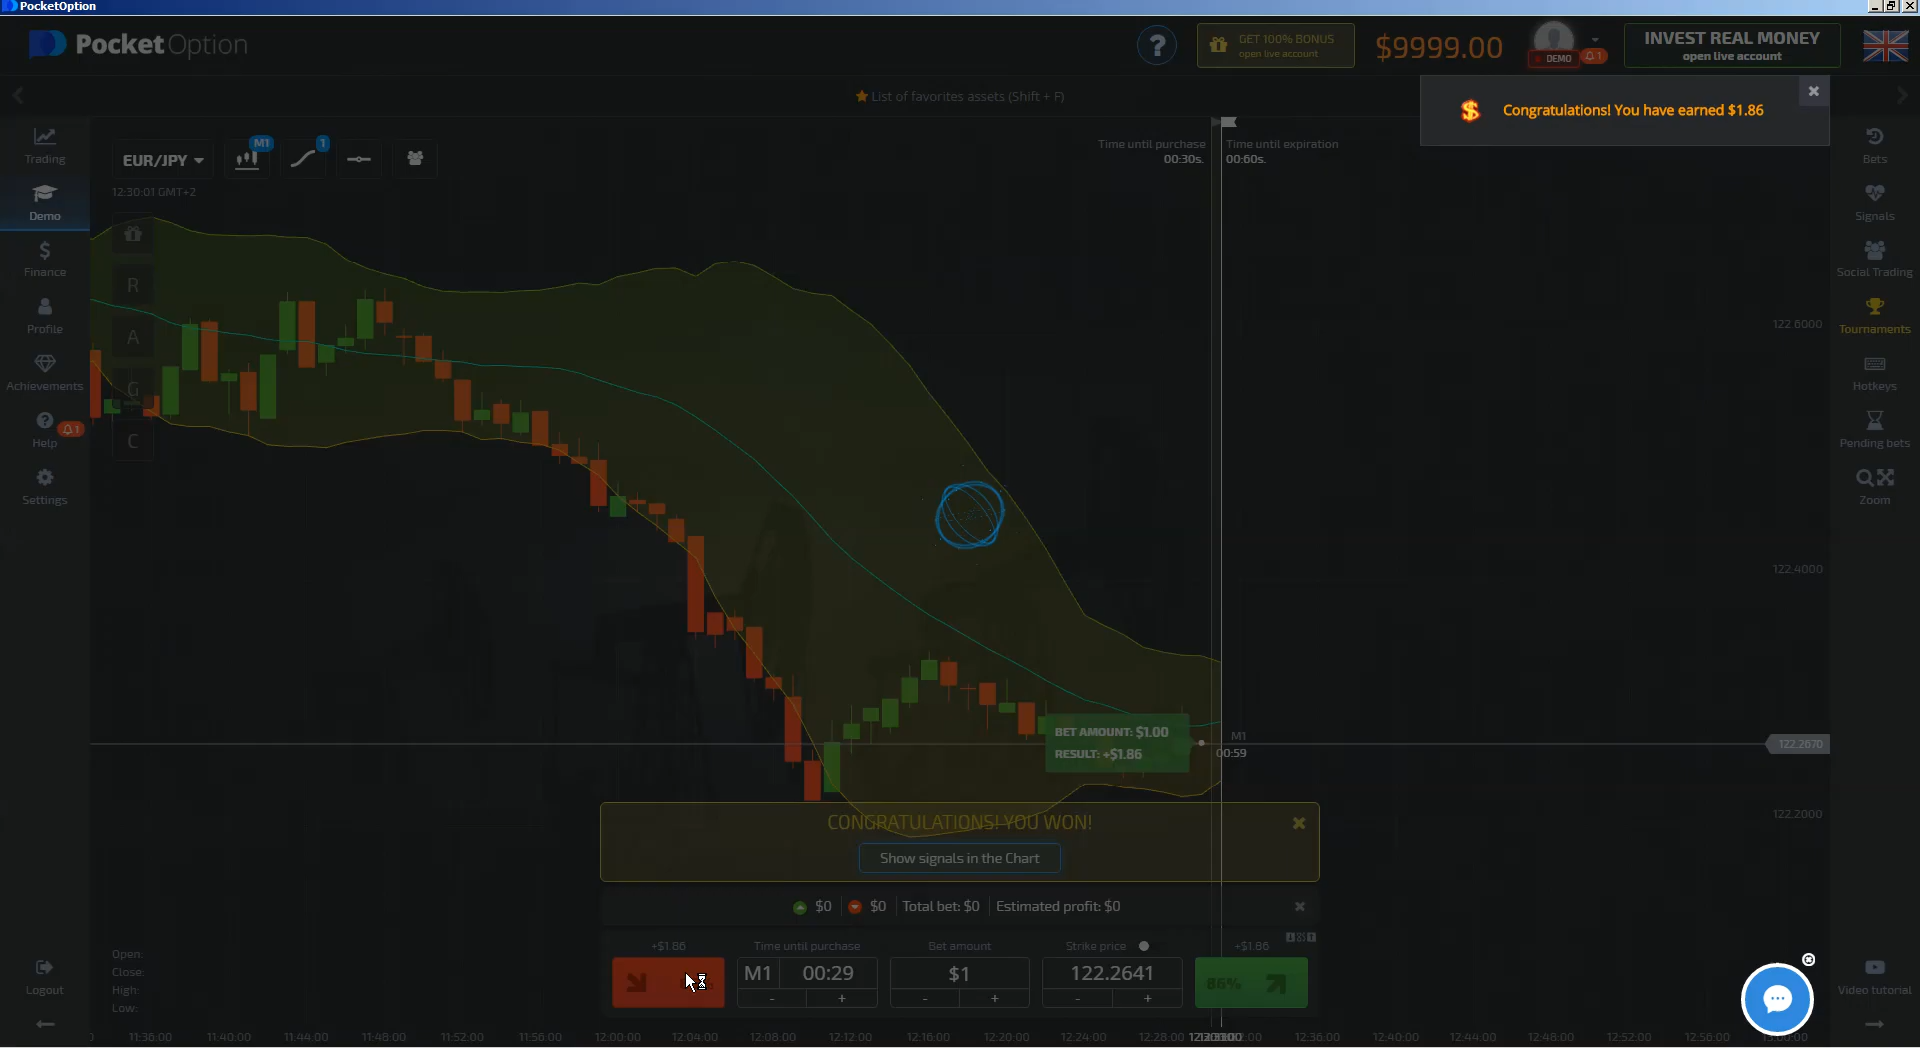 PocketOption
PocketOption
?
GET 100% BONUS
open live account
$9999.00
DEMO
1
INVEST REAL MONEY
open live account
List of favorites assets (Shift + F)
Congratulations! You have earned $1.86
Trading
Demo
Finance
Profile
Achievements
Help
1
Settings
Logout
EUR/JPY
M1
1
12:30:01 GMT+2
R
A
G
C
Time until purchase
00:30s.
Time until expiration
00:60s.
Bets
Signals
Social Trading
Tournaments
Hotkeys
Pending bets
Zoom
Video tutorial
122.6000
122.4000
122.2670
122.2000
BET AMOUNT: $1.00
RESULT: +$1.86
M1
00:59
CONGRATULATIONS! YOU WON!
Show signals in the Chart
$0
$0
Total bet: $0
Estimated profit: $0
+$1.86
Time until purchase
Bet amount
Strike price
+$1.86
M1
00:29
$1
122.2641
86%
- +
- +
- +
Open:
Close:
High:
Low:
11:36:00
11:40:00
11:44:00
11:48:00
11:52:00
11:56:00
12:00:00
12:04:00
12:08:00
12:12:00
12:16:00
12:20:00
12:24:00
12:28:00
12:36:00
12:40:00
12:44:00
12:48:00
12:52:00
12:56:00